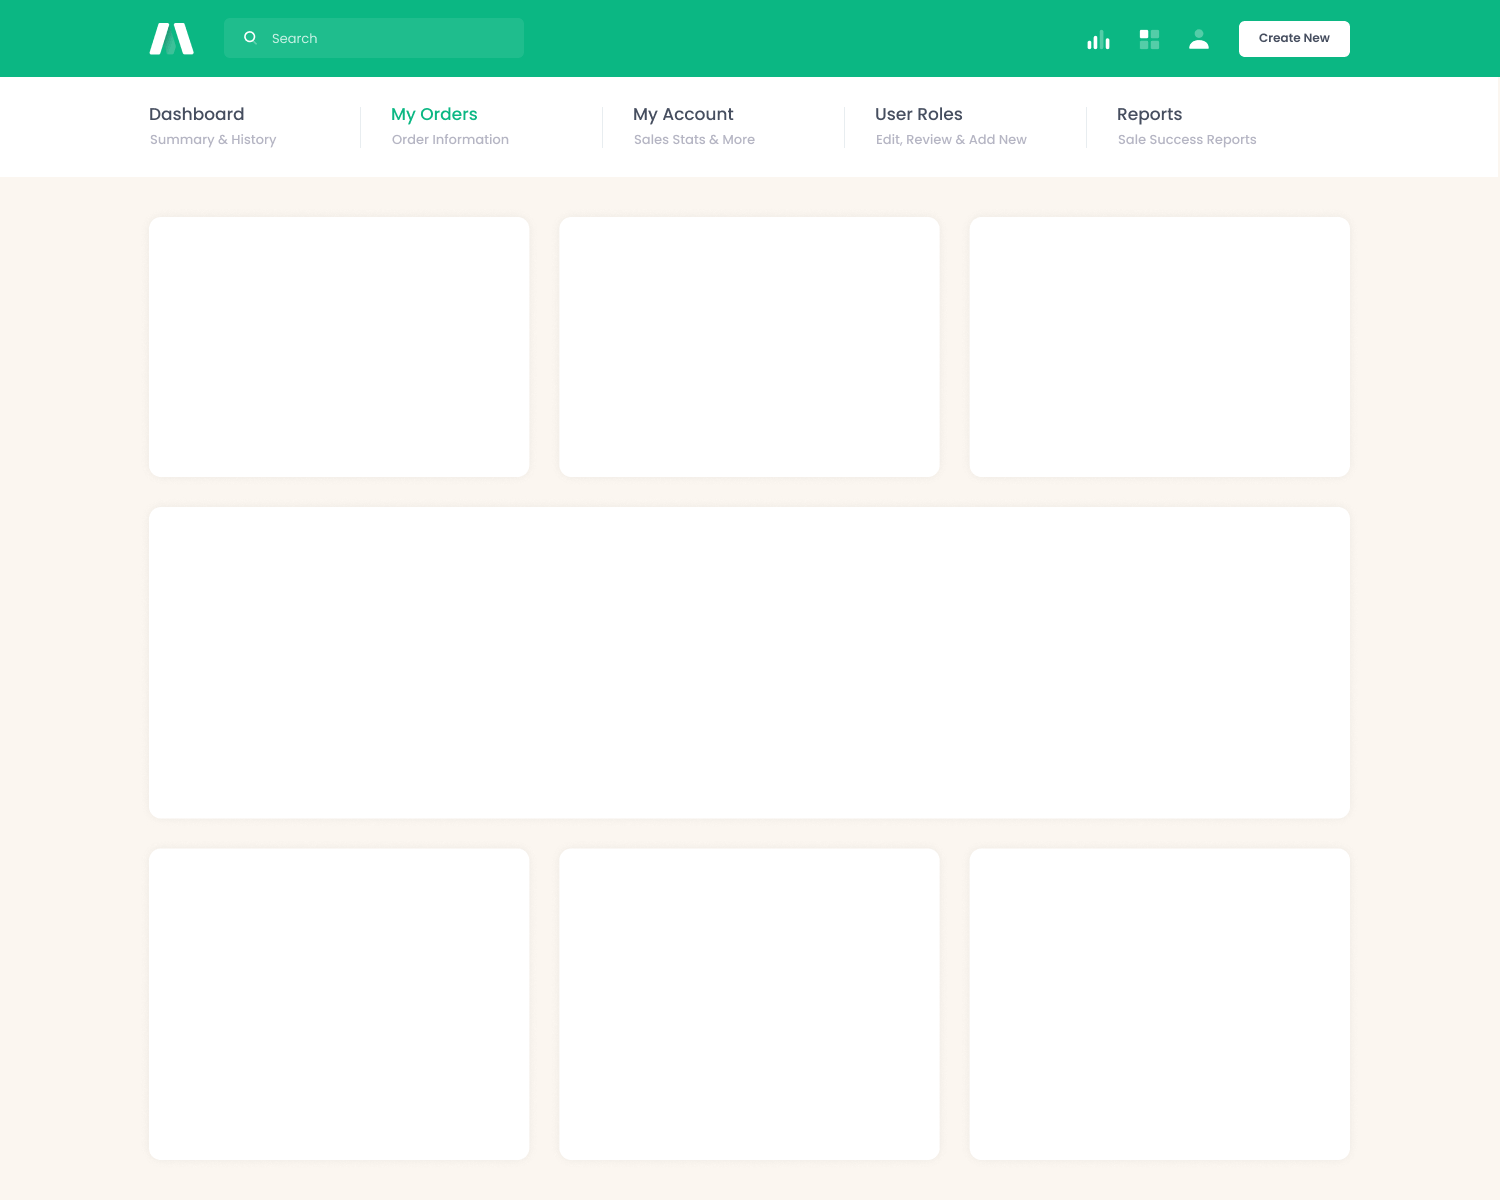 Search
Create New
Dashboard
Summary & History
My Orders
Order Information
My Account
Sales Stats & More
User Roles
Edit, Review & Add New
Reports
Sale Success Reports